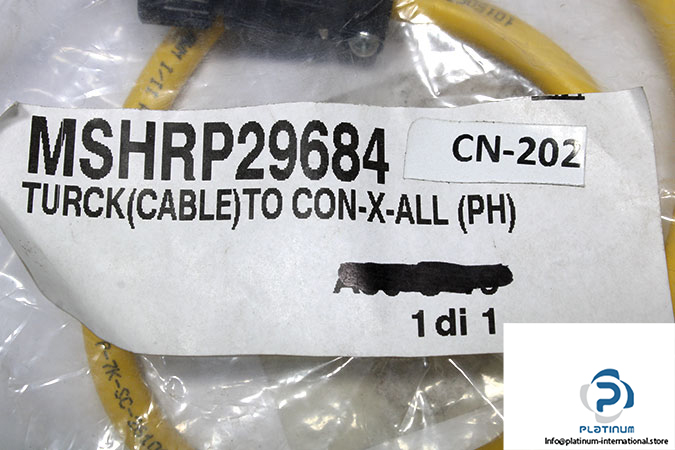 MSHRP29684
CN-202
TURCK(CABLE)TO CON-X-ALL (PH)
1 di 1
PLATINUM
Info@platinum-international.store